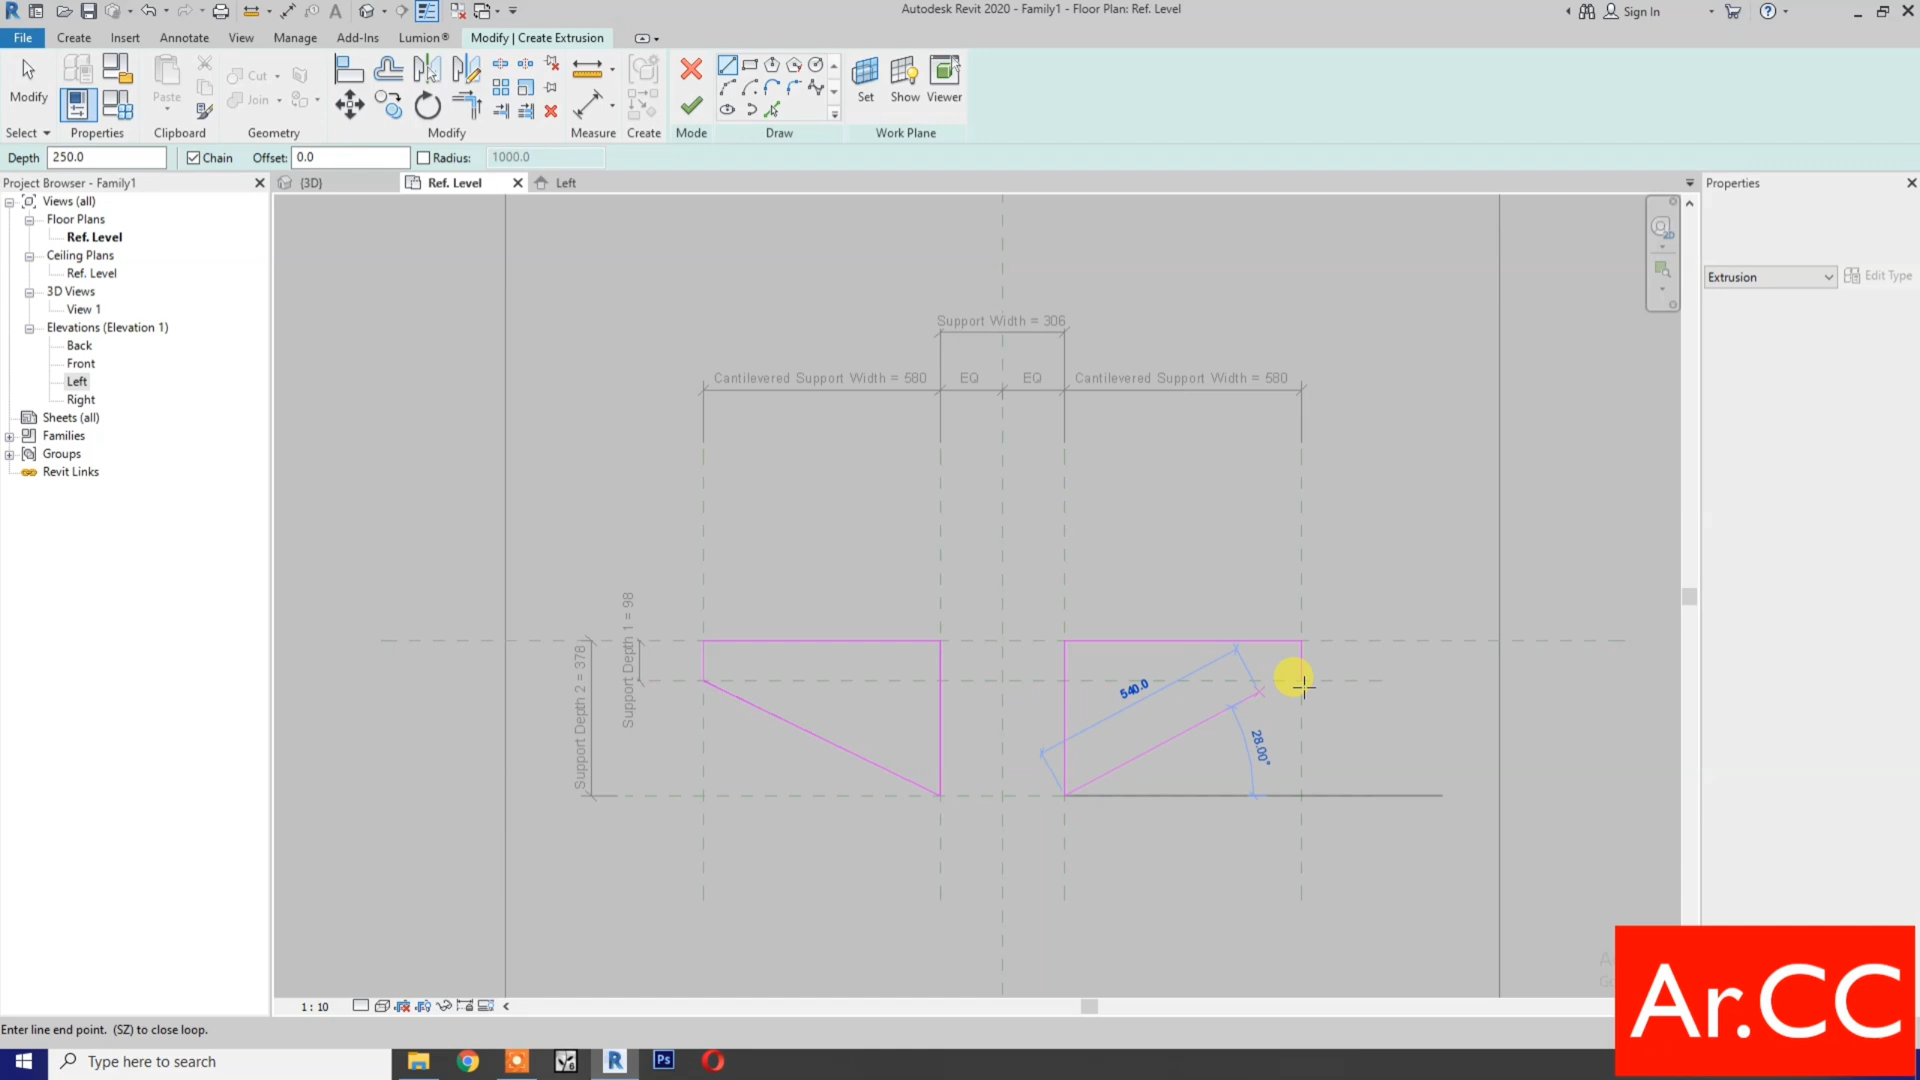 Autodesk Revit 2020 - Family1 - Floor Plan: Ref. Level
Sign In
File Create Insert Annotate View Manage Add-Ins Lumion® Modify | Create Extrusion
Modify
Paste
Cut
Join
Set Show Viewer
Select Properties Clipboard Geometry Modify Measure Create Mode Draw Work Plane
Depth 250.0 Chain Offset: 0.0 Radius: 1000.0
Project Browser - Family1
{3D} Ref. Level Left
Properties
Views (all)
Floor Plans
Ref. Level
Ceiling Plans
Ref. Level
3D Views
View 1
Elevations (Elevation 1)
Back
Front
Left
Right
Sheets (all)
Families
Groups
Revit Links
2D
Extrusion Edit Type
Support Width = 306
Cantilevered Support Width = 580 EQ EQ Cantilevered Support Width = 580
Support Depth 1 = 98
Support Depth 2 = 378
540.0
28.00°
1 : 10
Enter line end point. (SZ) to close loop.
Type here to search
Ps
Ar.CC